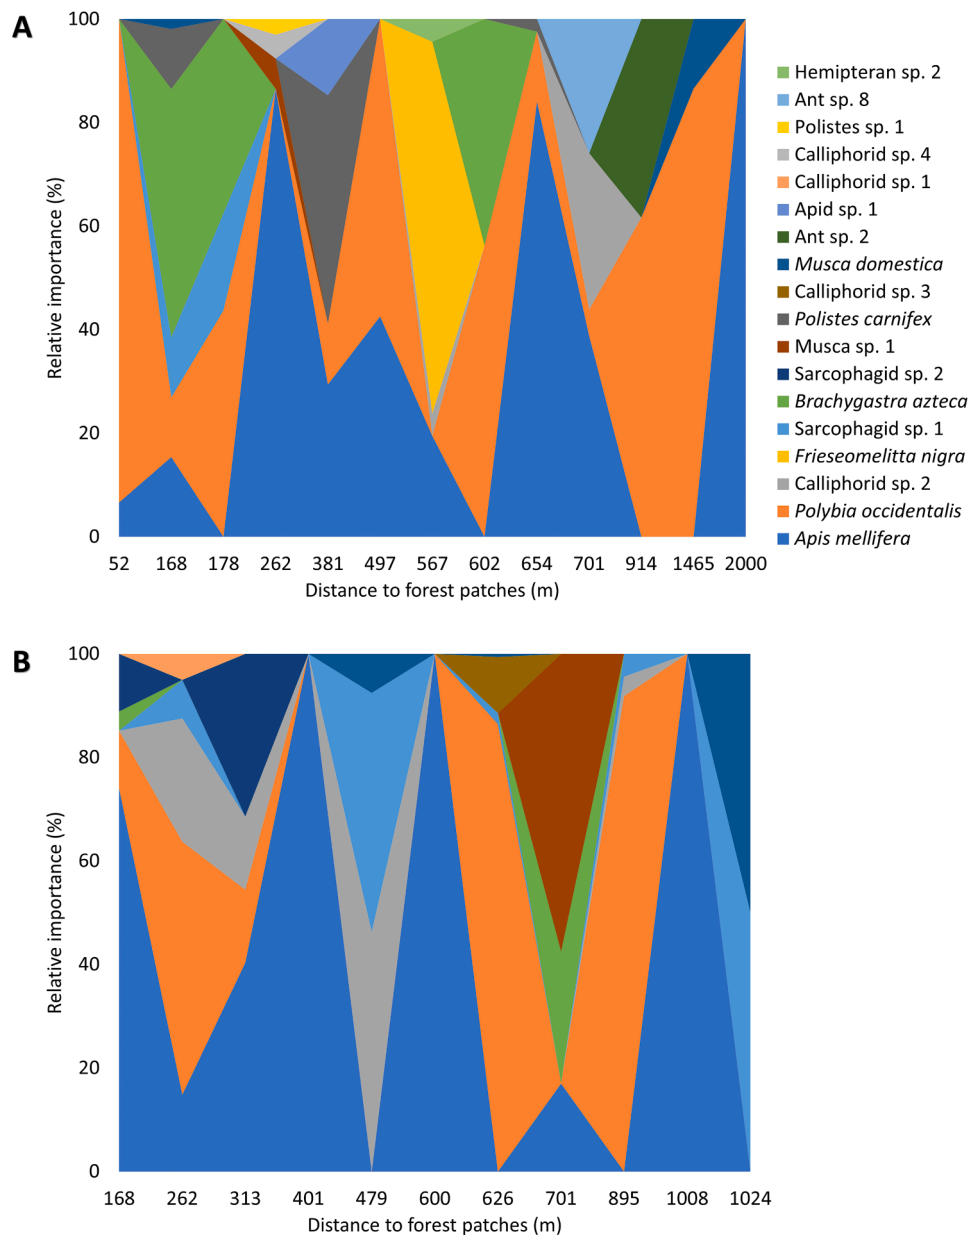 A
100
80
60
40
20
0
Relative importance (%)
52 168 178 262 381 497 567 602 654 701 914 1465 2000
Distance to forest patches (m)
Hemipteran sp. 2
Ant sp. 8
Polistes sp. 1
Calliphorid sp. 4
Calliphorid sp. 1
Apid sp. 1
Ant sp. 2
Musca domestica
Calliphorid sp. 3
Polistes carnifex
Musca sp. 1
Sarcophagid sp. 2
Brachygastra azteca
Sarcophagid sp. 1
Frieseomelitta nigra
Calliphorid sp. 2
Polybia occidentalis
Apis mellifera
B
100
80
60
40
20
0
Relative importance (%)
168 262 313 401 479 600 626 701 895 1008 1024
Distance to forest patches (m)